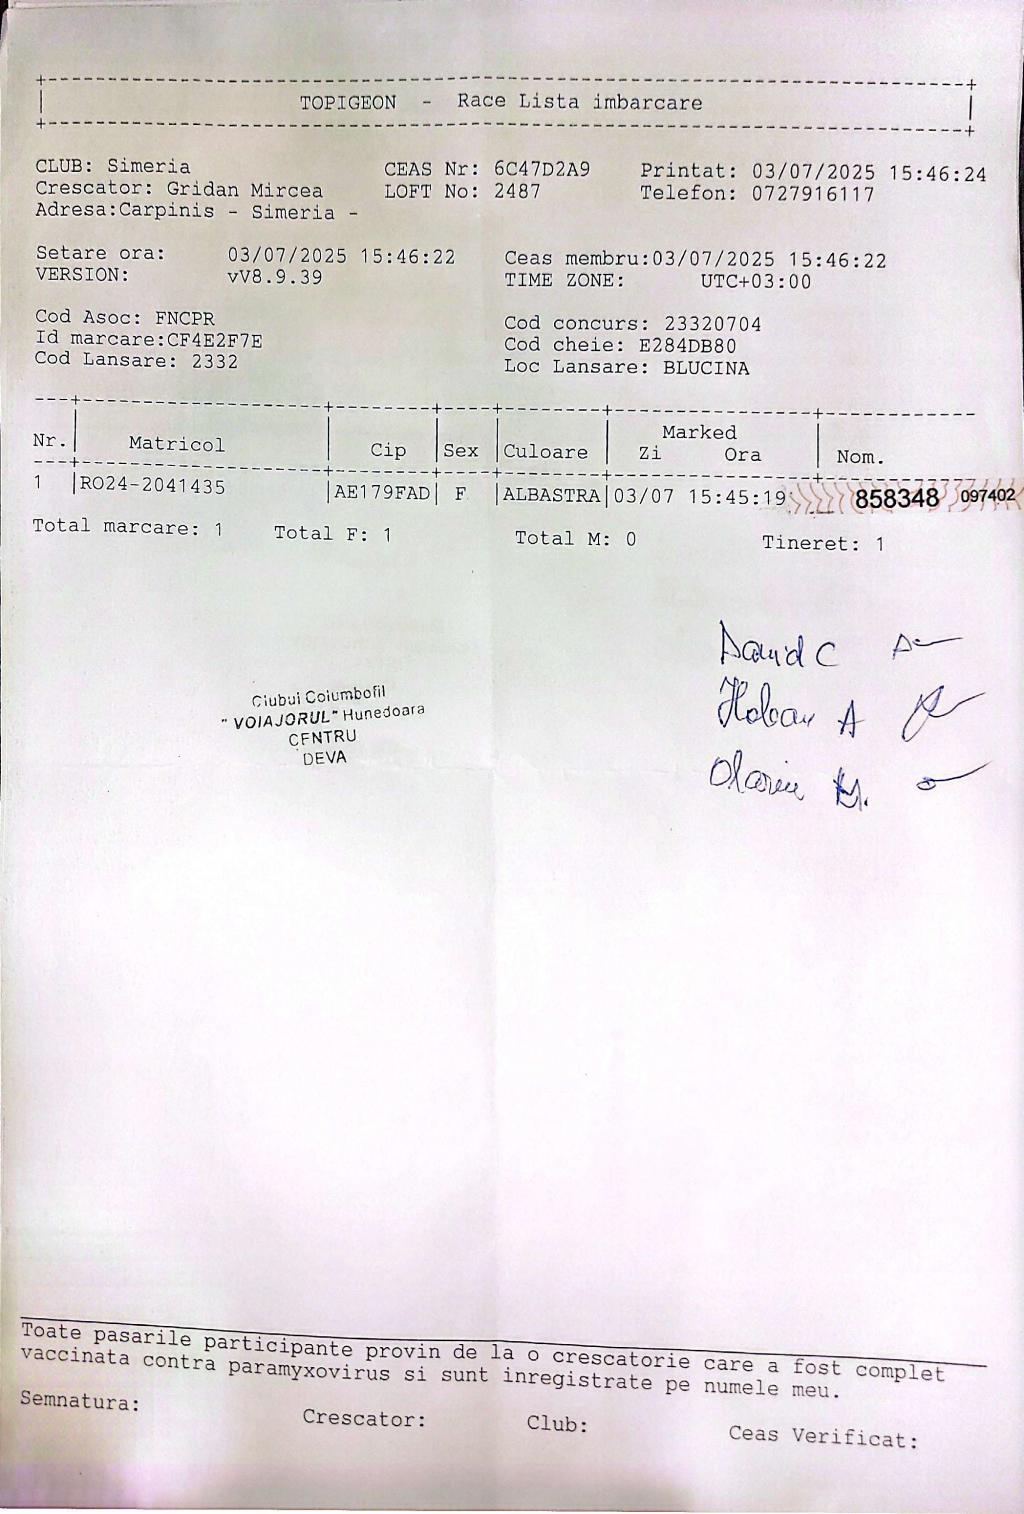 TOPIGEON - Race Lista imbarcare
CLUB: Simeria CEAS Nr: 6C47D2A9 Printat: 03/07/2025 15:46:24
Crescator: Gridan Mircea LOFT No: 2487 Telefon: 0727916117
Adresa:Carpinis - Simeria -
Setare ora: 03/07/2025 15:46:22 Ceas membru:03/07/2025 15:46:22
VERSION: vV8.9.39 TIME ZONE: UTC+03:00
Cod Asoc: FNCPR Cod concurs: 23320704
Id marcare:CF4E2F7E Cod cheie: E284DB80
Cod Lansare: 2332 Loc Lansare: BLUCINA
Marked
Nr. Matricol Cip Sex Culoare Zi Ora Nom.
1 RO24-2041435 AE179FAD F ALBASTRA 03/07 15:45:19 858348 097402
Total marcare: 1 Total F: 1 Total M: 0 Tineret: 1
David C
A
Clubul Columbofil
"VOIAJORUL" Hunedoara
CENTRU
DEVA
Toate pasarile participante provin de la o crescatorie care a fost complet
vaccinata contra paramyxovirus si sunt inregistrate pe numele meu.
Semnatura: Crescator: Club: Ceas Verificat: